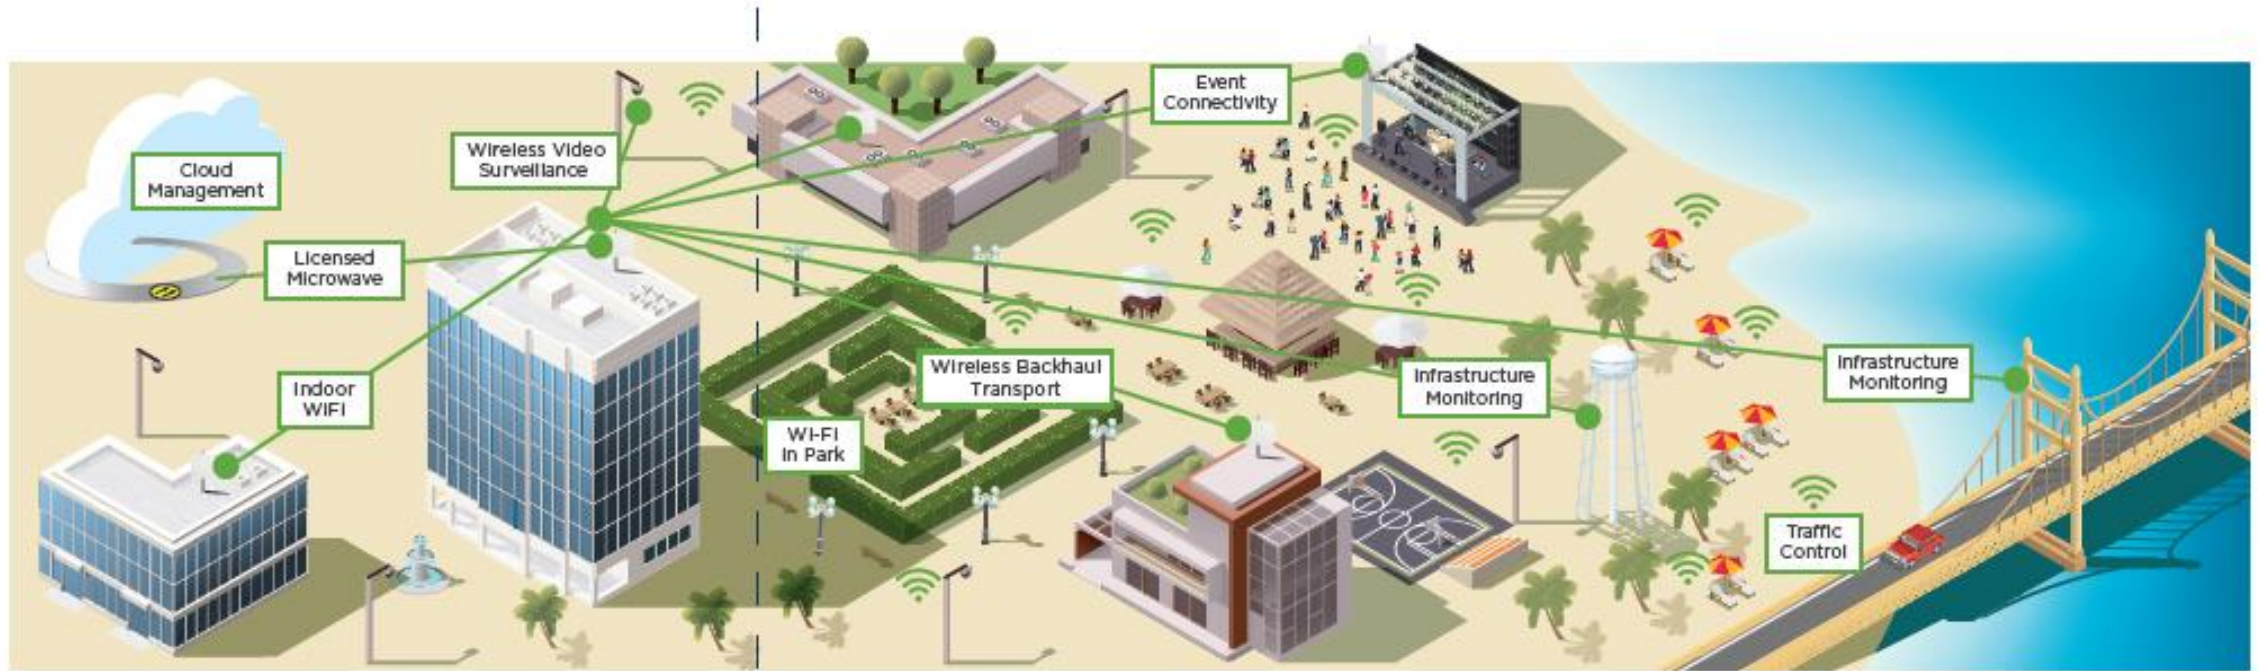 Event
Connectivity
Wireless Video
Surveillance
Cloud
Management
Licensed
Microwave
Indoor
WIFI
Wireless Backhaul
Transport
Infrastructure
Monitoring
Infrastructure
Monitoring
WI-FI
In Park
Traffic
Control